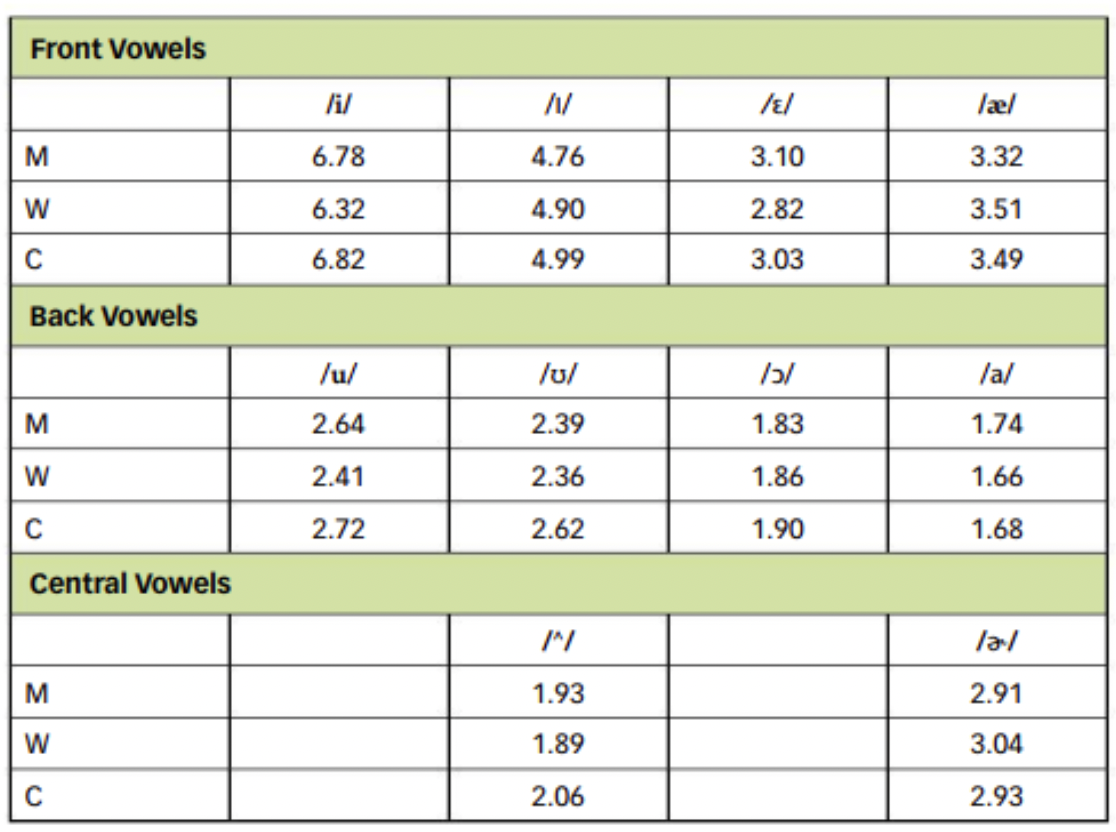 Front Vowels
/i/ /ɪ/ /ɛ/ /æ/
M 6.78 4.76 3.10 3.32
W 6.32 4.90 2.82 3.51
C 6.82 4.99 3.03 3.49
Back Vowels
/u/ /ʊ/ /ɔ/ /a/
M 2.64 2.39 1.83 1.74
W 2.41 2.36 1.86 1.66
C 2.72 2.62 1.90 1.68
Central Vowels
/^/ /ɚ/
M 1.93 2.91
W 1.89 3.04
C 2.06 2.93